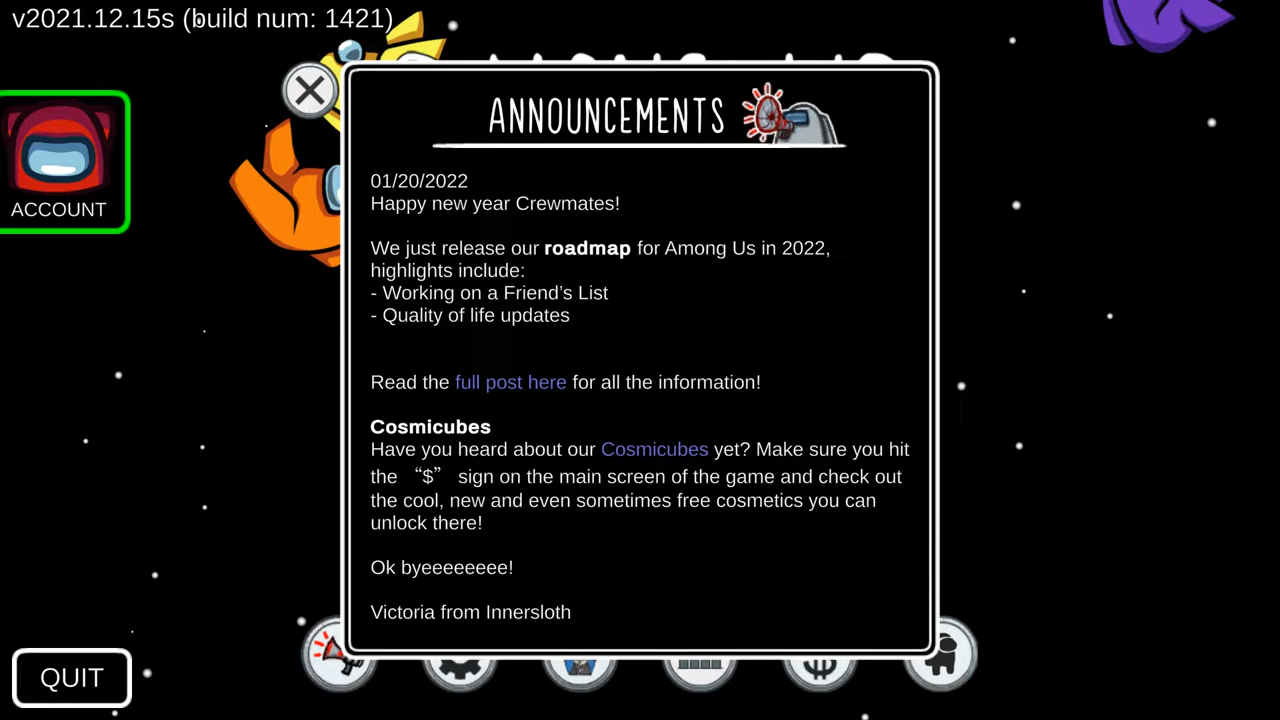 v2021.12.15s (build num: 1421)
ANNOUNCEMENTS
ACCOUNT
01/20/2022
Happy new year Crewmates!
We just release our roadmap for Among Us in 2022,
highlights include:
- Working on a Friend’s List
- Quality of life updates
Read the full post here for all the information!
Cosmicubes
Have you heard about our Cosmicubes yet? Make sure you hit
the “$” sign on the main screen of the game and check out
the cool, new and even sometimes free cosmetics you can
unlock there!
Ok byeeeeeeee!
Victoria from Innersloth
QUIT